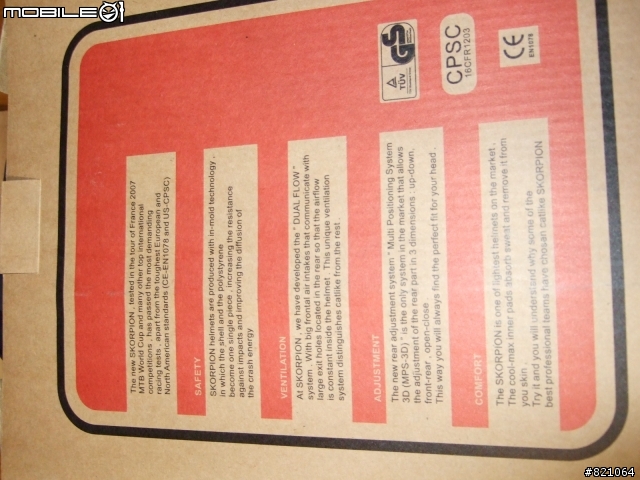 MOBILE01
The new SKORPION , tested in the tour of France 2007
MTB World Cup and many other top international
competitions , has passed the most demanding
racing tests , apart from the toughest European and
North American standards (CE-EN1078 and US-CPSC)
SAFETY
SKORPION helmets are produced with in-mold technology ,
in which the shell and the polystyrene
become one single piece , increasing the resistance
against impacts and improving the diffusion of
the crash energy
VENTILATION
At SKORPION , we have developed the " DUAL FLOW "
system . With big frontal air intakes that communicate with
large exit holes located in the rear so that the airflow
is constant inside the helmet . This unique ventilation
system distinguishes catlike from the rest .
ADJUSTMENT
The new rear adjustment system " Multi Positioning System
3D (MPS-3D) " is the only system in the market that allows
the adjustment of the rear part in 3 dimensions : up-down,
front-rear , open-close
This way you will always find the perfect fit for your head .
COMFORT
The SKORPION is one of lightest helmets on the market .
The cool-max inner pads absorb sweat and remove it from
you skin .
Try it and you will understand why some of the
best professional teams have chosen catlike SKORPION
TÜV
GS
CPSC
16CFR1203
CE
EN1078
#821064